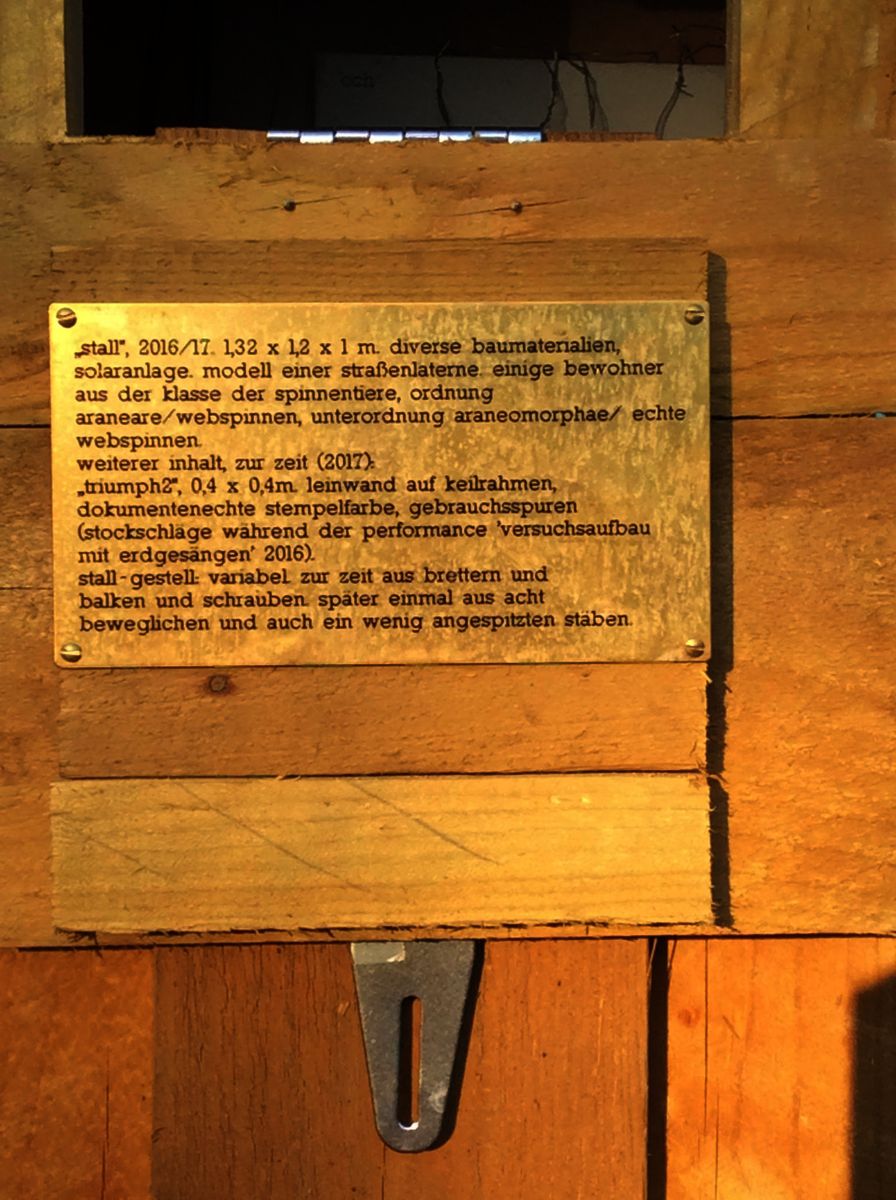 och
„stall", 2016/17. 1,32 x 1,2 x 1 m. diverse baumaterialien,
solaranlage. modell einer straßenlaterne. einige bewohner
aus der klasse der spinnentiere, ordnung
araneare/webspinnen, unterordnung araneomorphae/ echte
webspinnen.
weiterer inhalt, zur zeit (2017):
„triumph2", 0,4 x 0,4m. leinwand auf keilrahmen,
dokumentenechte stempelfarbe, gebrauchsspuren
(stockschläge während der performance 'versuchsaufbau
mit erdgesängen' 2016).
stall-gestell: variabel. zur zeit aus brettern und
balken und schrauben. später einmal aus acht
beweglichen und auch ein wenig angespitzten stäben.